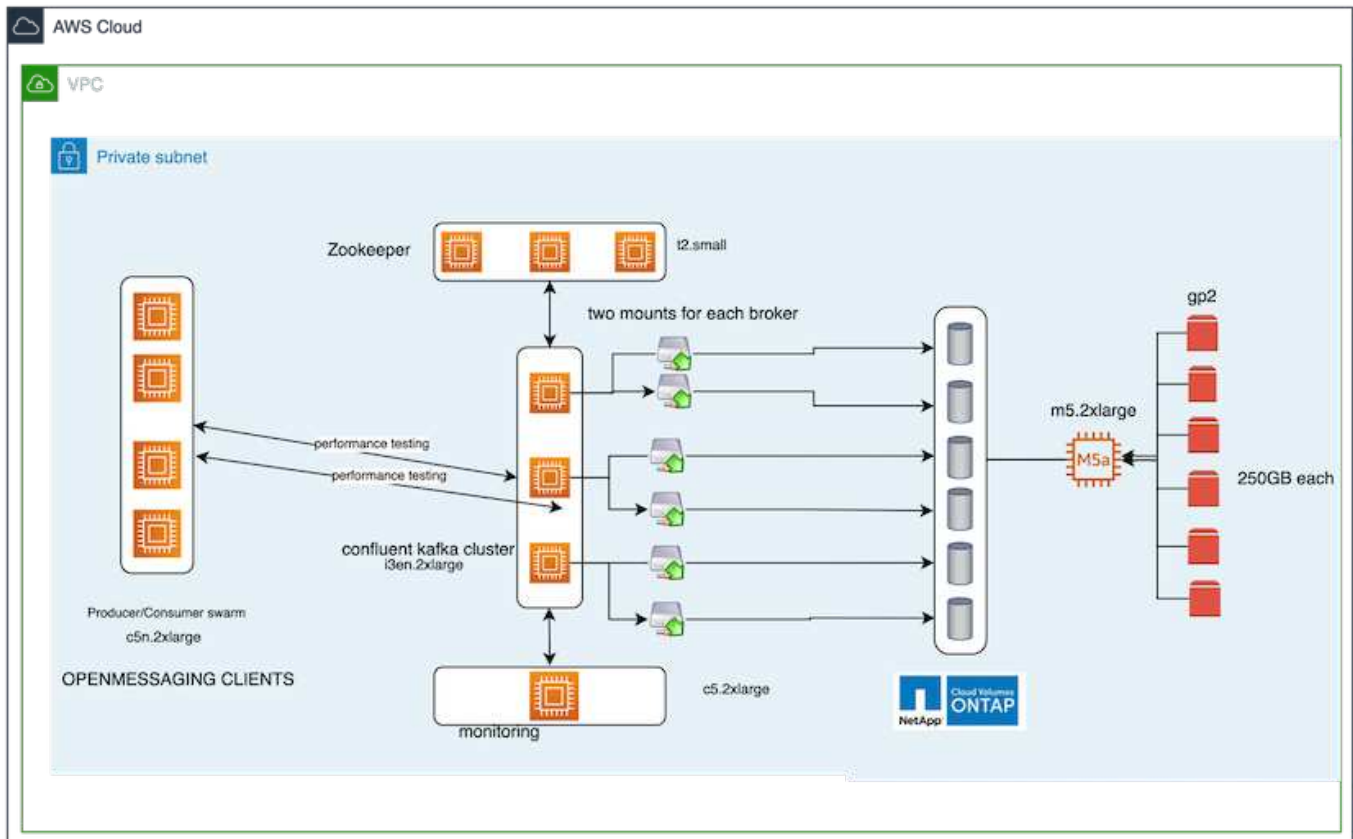 AWS Cloud
VPC
Private subnet
Zookeeper
t2.small
two mounts for each broker
gp2
m5.2xlarge
M5a
250GB each
performance testing
performance testing
confluent kafka cluster
i3en.2xlarge
Producer/Consumer swarm
c5n.2xlarge
OPENMESSAGING CLIENTS
c5.2xlarge
monitoring
NetApp
Cloud Volumes
ONTAP